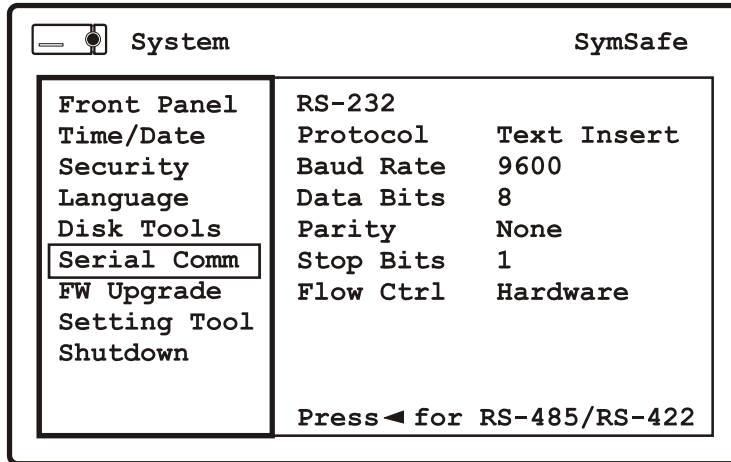 System SymSafe
Front Panel
Time/Date
Security
Language
Disk Tools
Serial Comm
FW Upgrade
Setting Tool
Shutdown
RS-232
Protocol Text Insert
Baud Rate 9600
Data Bits 8
Parity None
Stop Bits 1
Flow Ctrl Hardware
Press◄for RS-485/RS-422